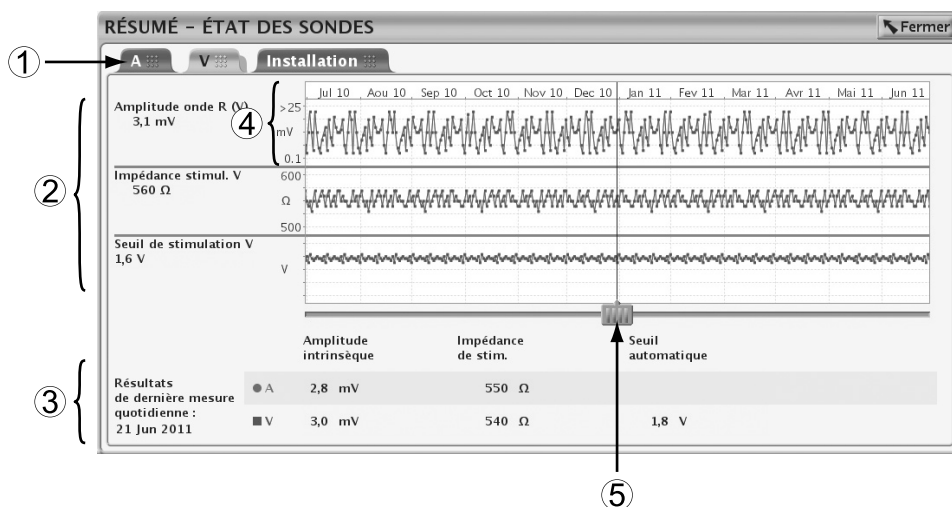 RÉSUMÉ – ÉTAT DES SONDES
Fermer
1
A
V
Installation
Jul 10 Aou 10 Sep 10 Oct 10 Nov 10 Dec 10 Jan 11 Fev 11 Mar 11 Avr 11 Mai 11 Jun 11
2
Amplitude onde R (V)
3,1 mV
4
>25
mV
0.1
Impédance stimul. V
560 Ω
600
Ω
500
Seuil de stimulation V
1,6 V
V
Amplitude intrinsèque
Impédance de stim.
Seuil automatique
3
Résultats
de dernière mesure
quotidienne :
21 Jun 2011
A 2,8 mV 550 Ω
V 3,0 mV 540 Ω 1,8 V
5